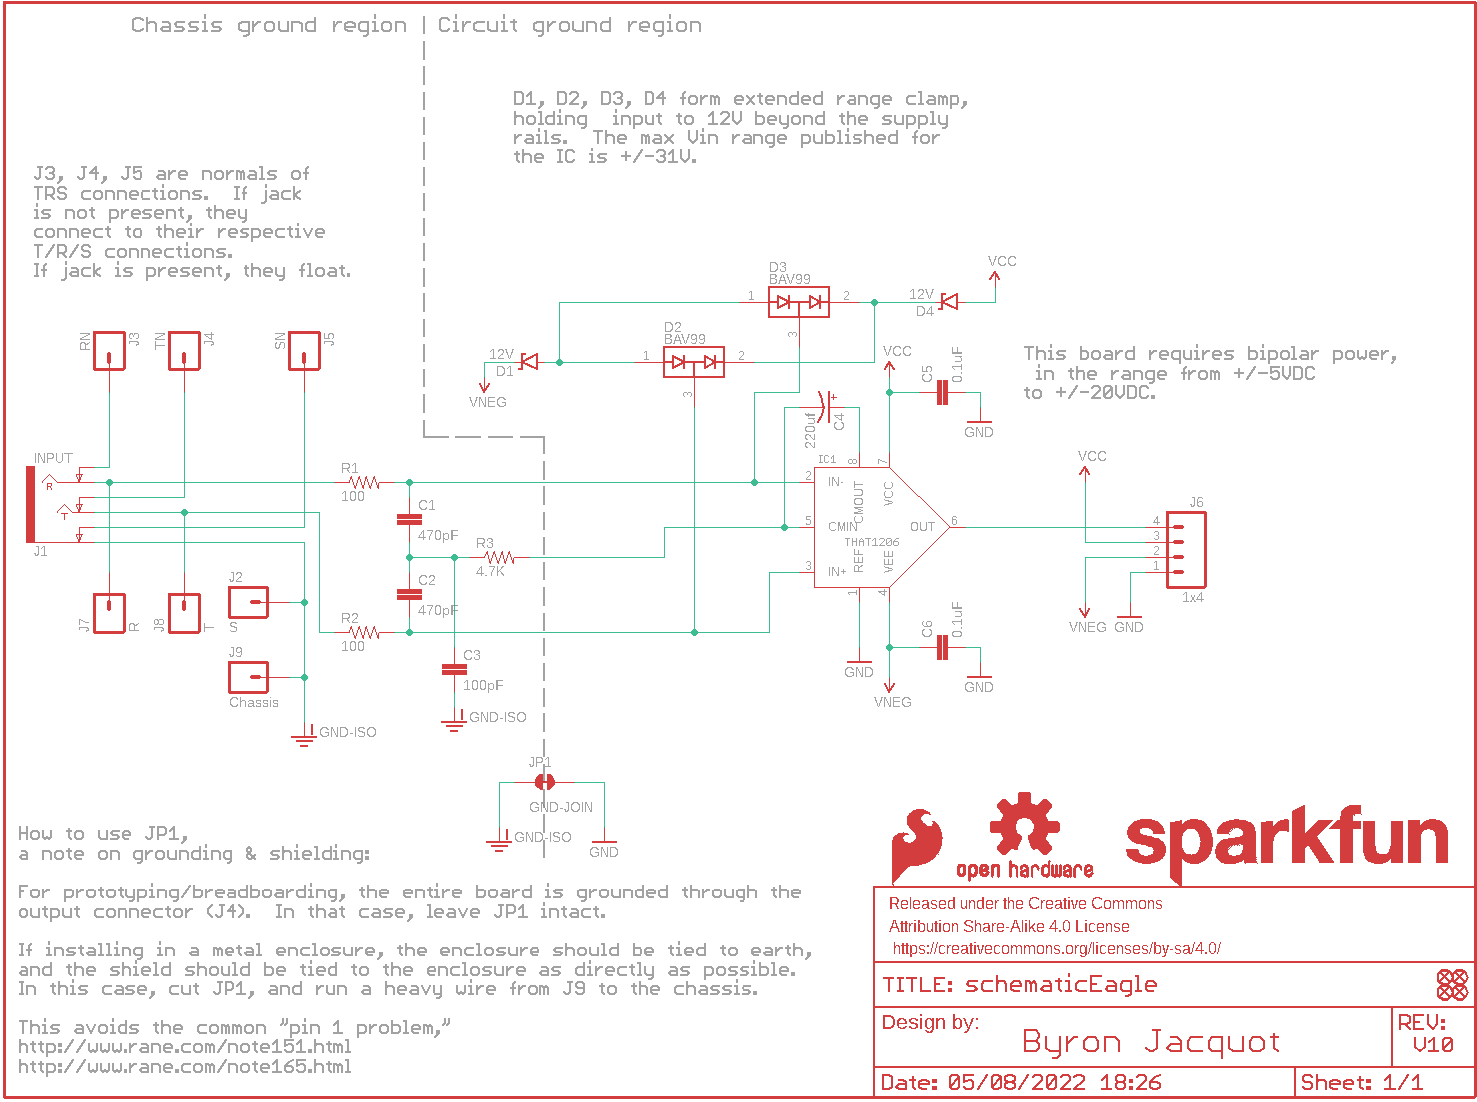 Chassis ground region | Circuit ground region
D1, D2, D3, D4 form extended range clamp,
holding  input to 12V beyond the supply
rails.  The max Vin range published for
the IC is +/-31V.
J3, J4, J5 are normals of
TRS connections.  If jack
is not present, they
connect to their respective
T/R/S connections.
If jack is present, they float.
This board requires bipolar power,
in the range from +/-5VDC
to +/-20VDC.
RN
J3
TN
J4
SN
J5
INPUT
R
T
J1
J7
R
J8
T
J2
S
J9
Chassis
GND-ISO
R1
100
R2
100
C1
470pF
C2
470pF
R3
4.7K
C3
100pF
GND-ISO
JP1
GND-JOIN
GND-ISO
GND
12V
D1
VNEG
D2
BAV99
1
2
3
D3
BAV99
1
2
3
12V
D4
VCC
VCC
C5
0.1uF
GND
220uf
C4
+
IC1
2
IN-
5
CMIN
3
IN+
8
CMOUT
7
VCC
THAT1206
REF
1
VEE
4
OUT
6
GND
VNEG
C6
0.1uF
GND
VCC
VNEG
GND
J6
4
3
2
1
1x4
How to use JP1,
a note on grounding & shielding:
For prototyping/breadboarding, the entire board is grounded through the
output connector (J4).  In that case, leave JP1 intact.
If installing in a metal enclosure, the enclosure should be tied to earth,
and the shield should be tied to the enclosure as directly as possible.
In this case, cut JP1, and run a heavy wire from J9 to the chassis.
This avoids the common "pin 1 problem,"
http://www.rane.com/note151.html
http://www.rane.com/note165.html
open hardware
sparkfun
Released under the Creative Commons
Attribution Share-Alike 4.0 License
https://creativecommons.org/licenses/by-sa/4.0/
TITLE: schematicEagle
Design by:
Byron Jacquot
REV:
V10
Date: 05/08/2022 18:26
Sheet: 1/1